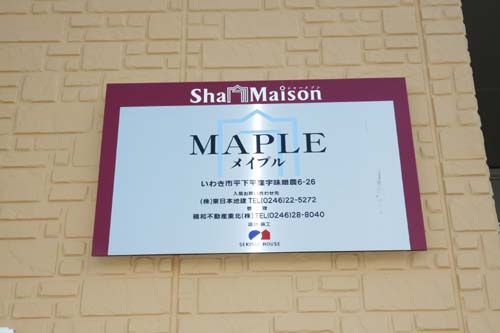 Sha Maison
シャーメゾン
MAPLE
メイプル
いわき市平下平窪字味噌農6-26
入居お問い合わせ先
(株)東日本地建 TEL(0246)22-5272
管 理
積和不動産東北(株) TEL(0246)28-8040
設計・施工
SEKISUI HOUSE